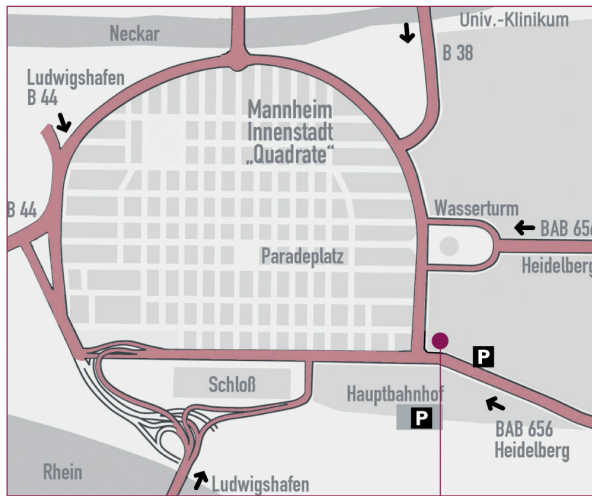 Univ.-Klinikum
Neckar
B 38
Ludwigshafen
B 44
Mannheim
Innenstadt
„Quadrate“
Wasserturm
B 44
BAB 656
Paradeplatz
Heidelberg
P
Schloß
Hauptbahnhof
P
BAB 656
Heidelberg
Rhein
Ludwigshafen